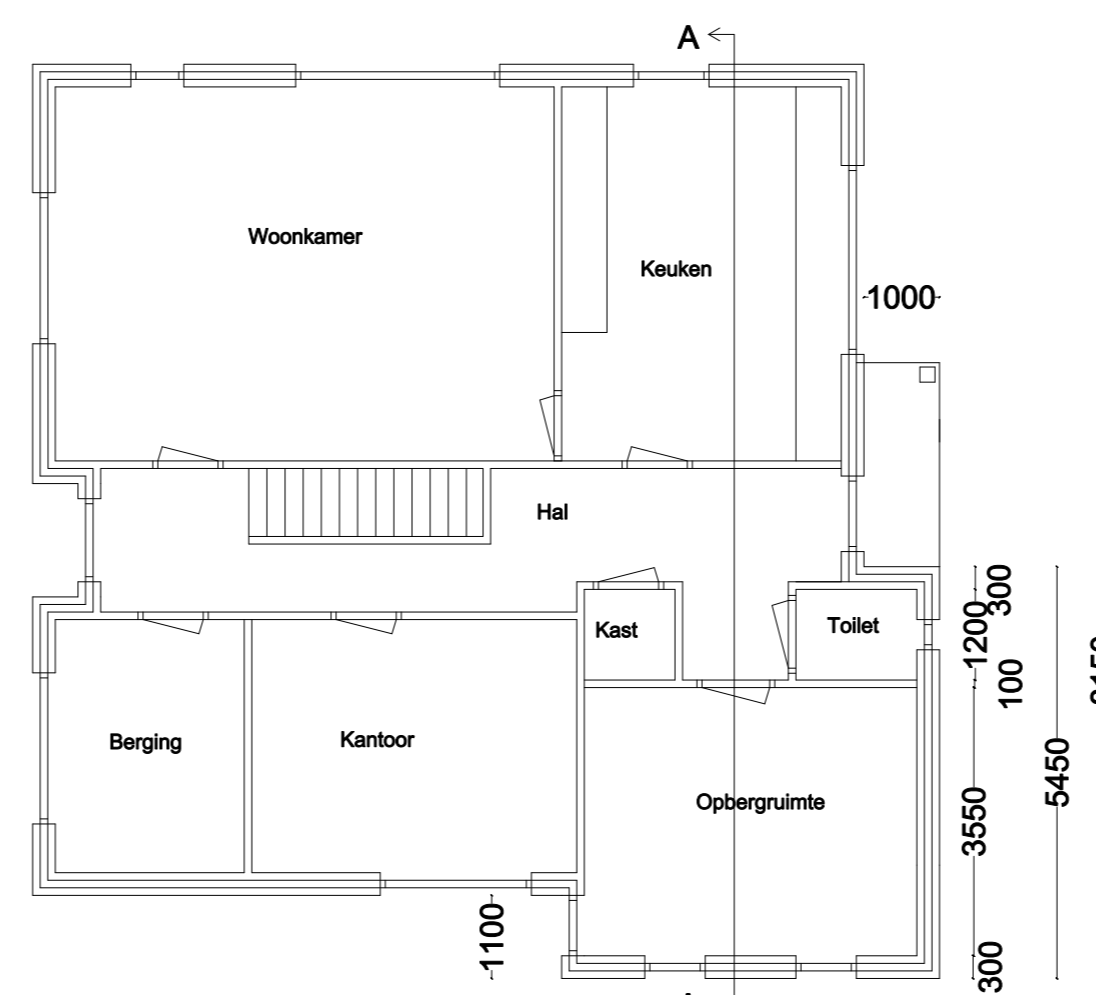 A
Woonkamer
Keuken
1000
Hal
300
1200
Kast
Toilet
100
Berging
Kantoor
5450
Opbergruimte
3550
1100
300